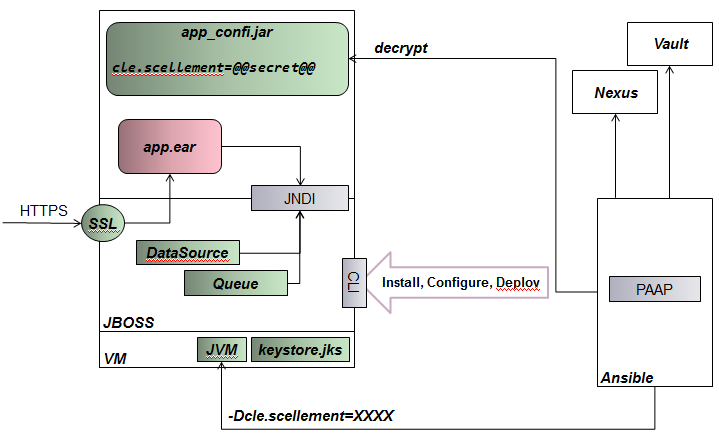 app_confi.jar
cle.scellement=@@secret@@
decrypt
Vault
Nexus
app.ear
HTTPS
SSL
JNDI
DataSource
Queue
CLI
Install, Configure, Deploy
PAAP
JBOSS
VM
JVM
keystore.jks
Ansible
-Dcle.scellement=XXXX